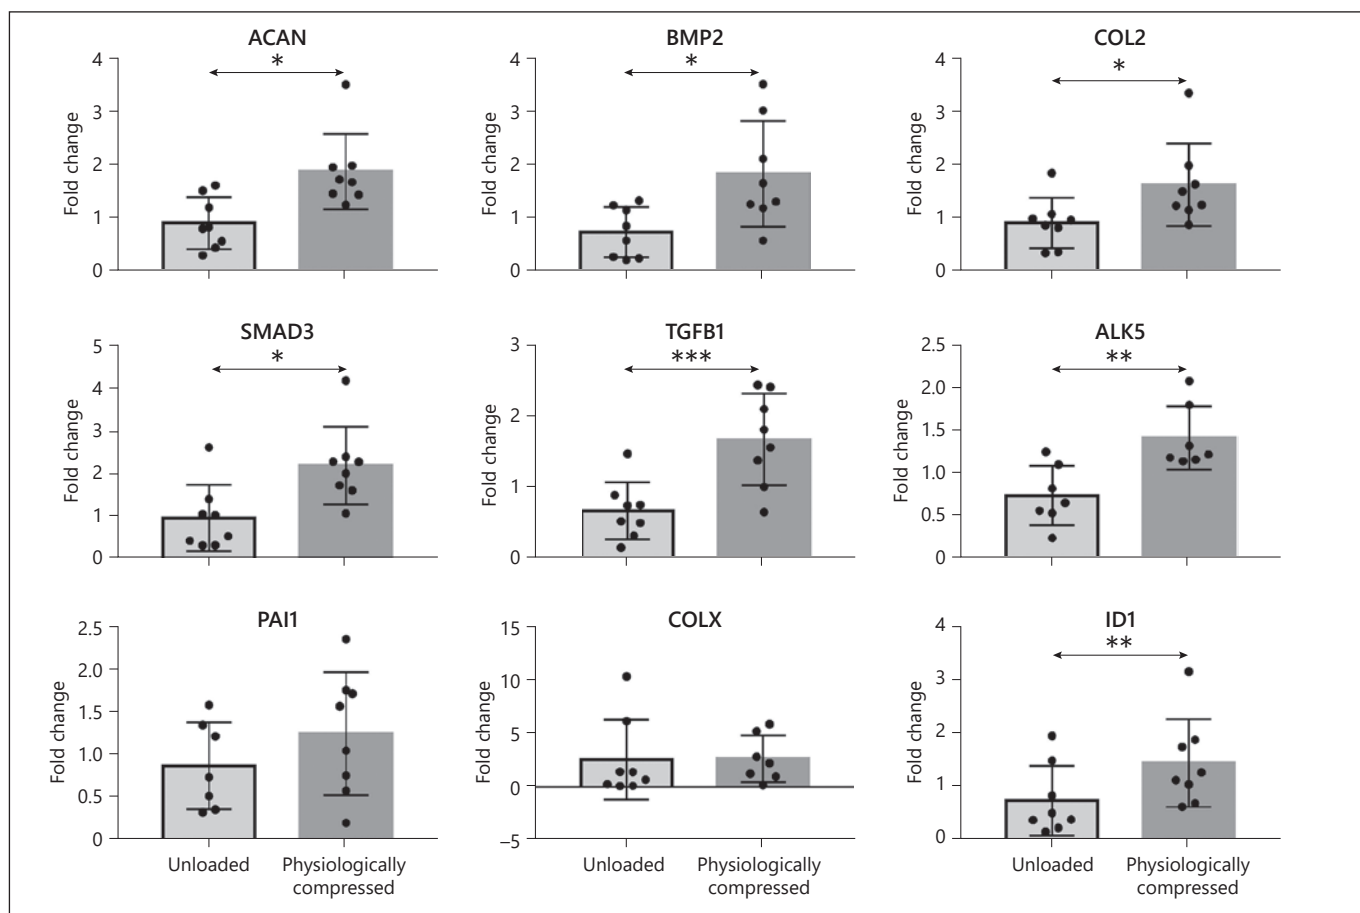 ACAN
4
3
2
1
0
Fold change
*
BMP2
4
3
2
1
0
Fold change
*
COL2
4
3
2
1
0
Fold change
*
SMAD3
5
4
3
2
1
0
Fold change
*
TGFB1
3
2
1
0
Fold change
***
ALK5
2.5
2.0
1.5
1.0
0.5
0
Fold change
**
PAI1
2.5
2.0
1.5
1.0
0.5
0
Fold change
Unloaded
Physiologically
compressed
COLX
15
10
5
0
–5
Fold change
Unloaded
Physiologically
compressed
ID1
4
3
2
1
0
Fold change
**
Unloaded
Physiologically
compressed